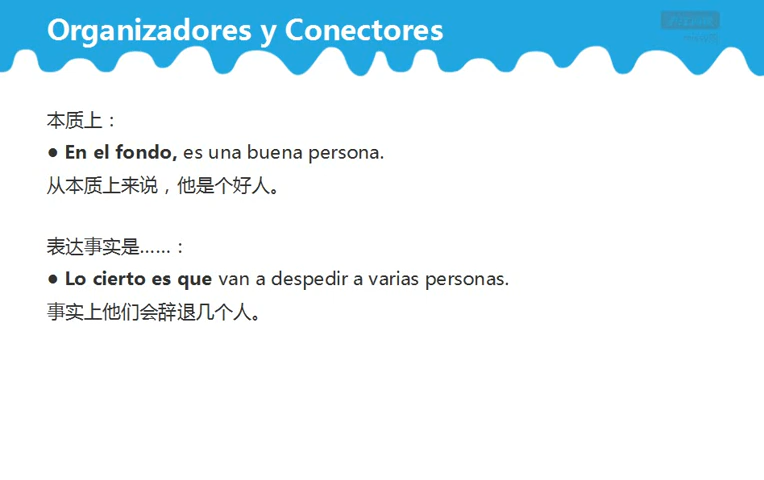 Organizadores y Conectores
本质上：
● En el fondo, es una buena persona.
从本质上来说，他是个好人。
表达事实是……：
● Lo cierto es que van a despedir a varias personas.
事实上他们会辞退几个人。